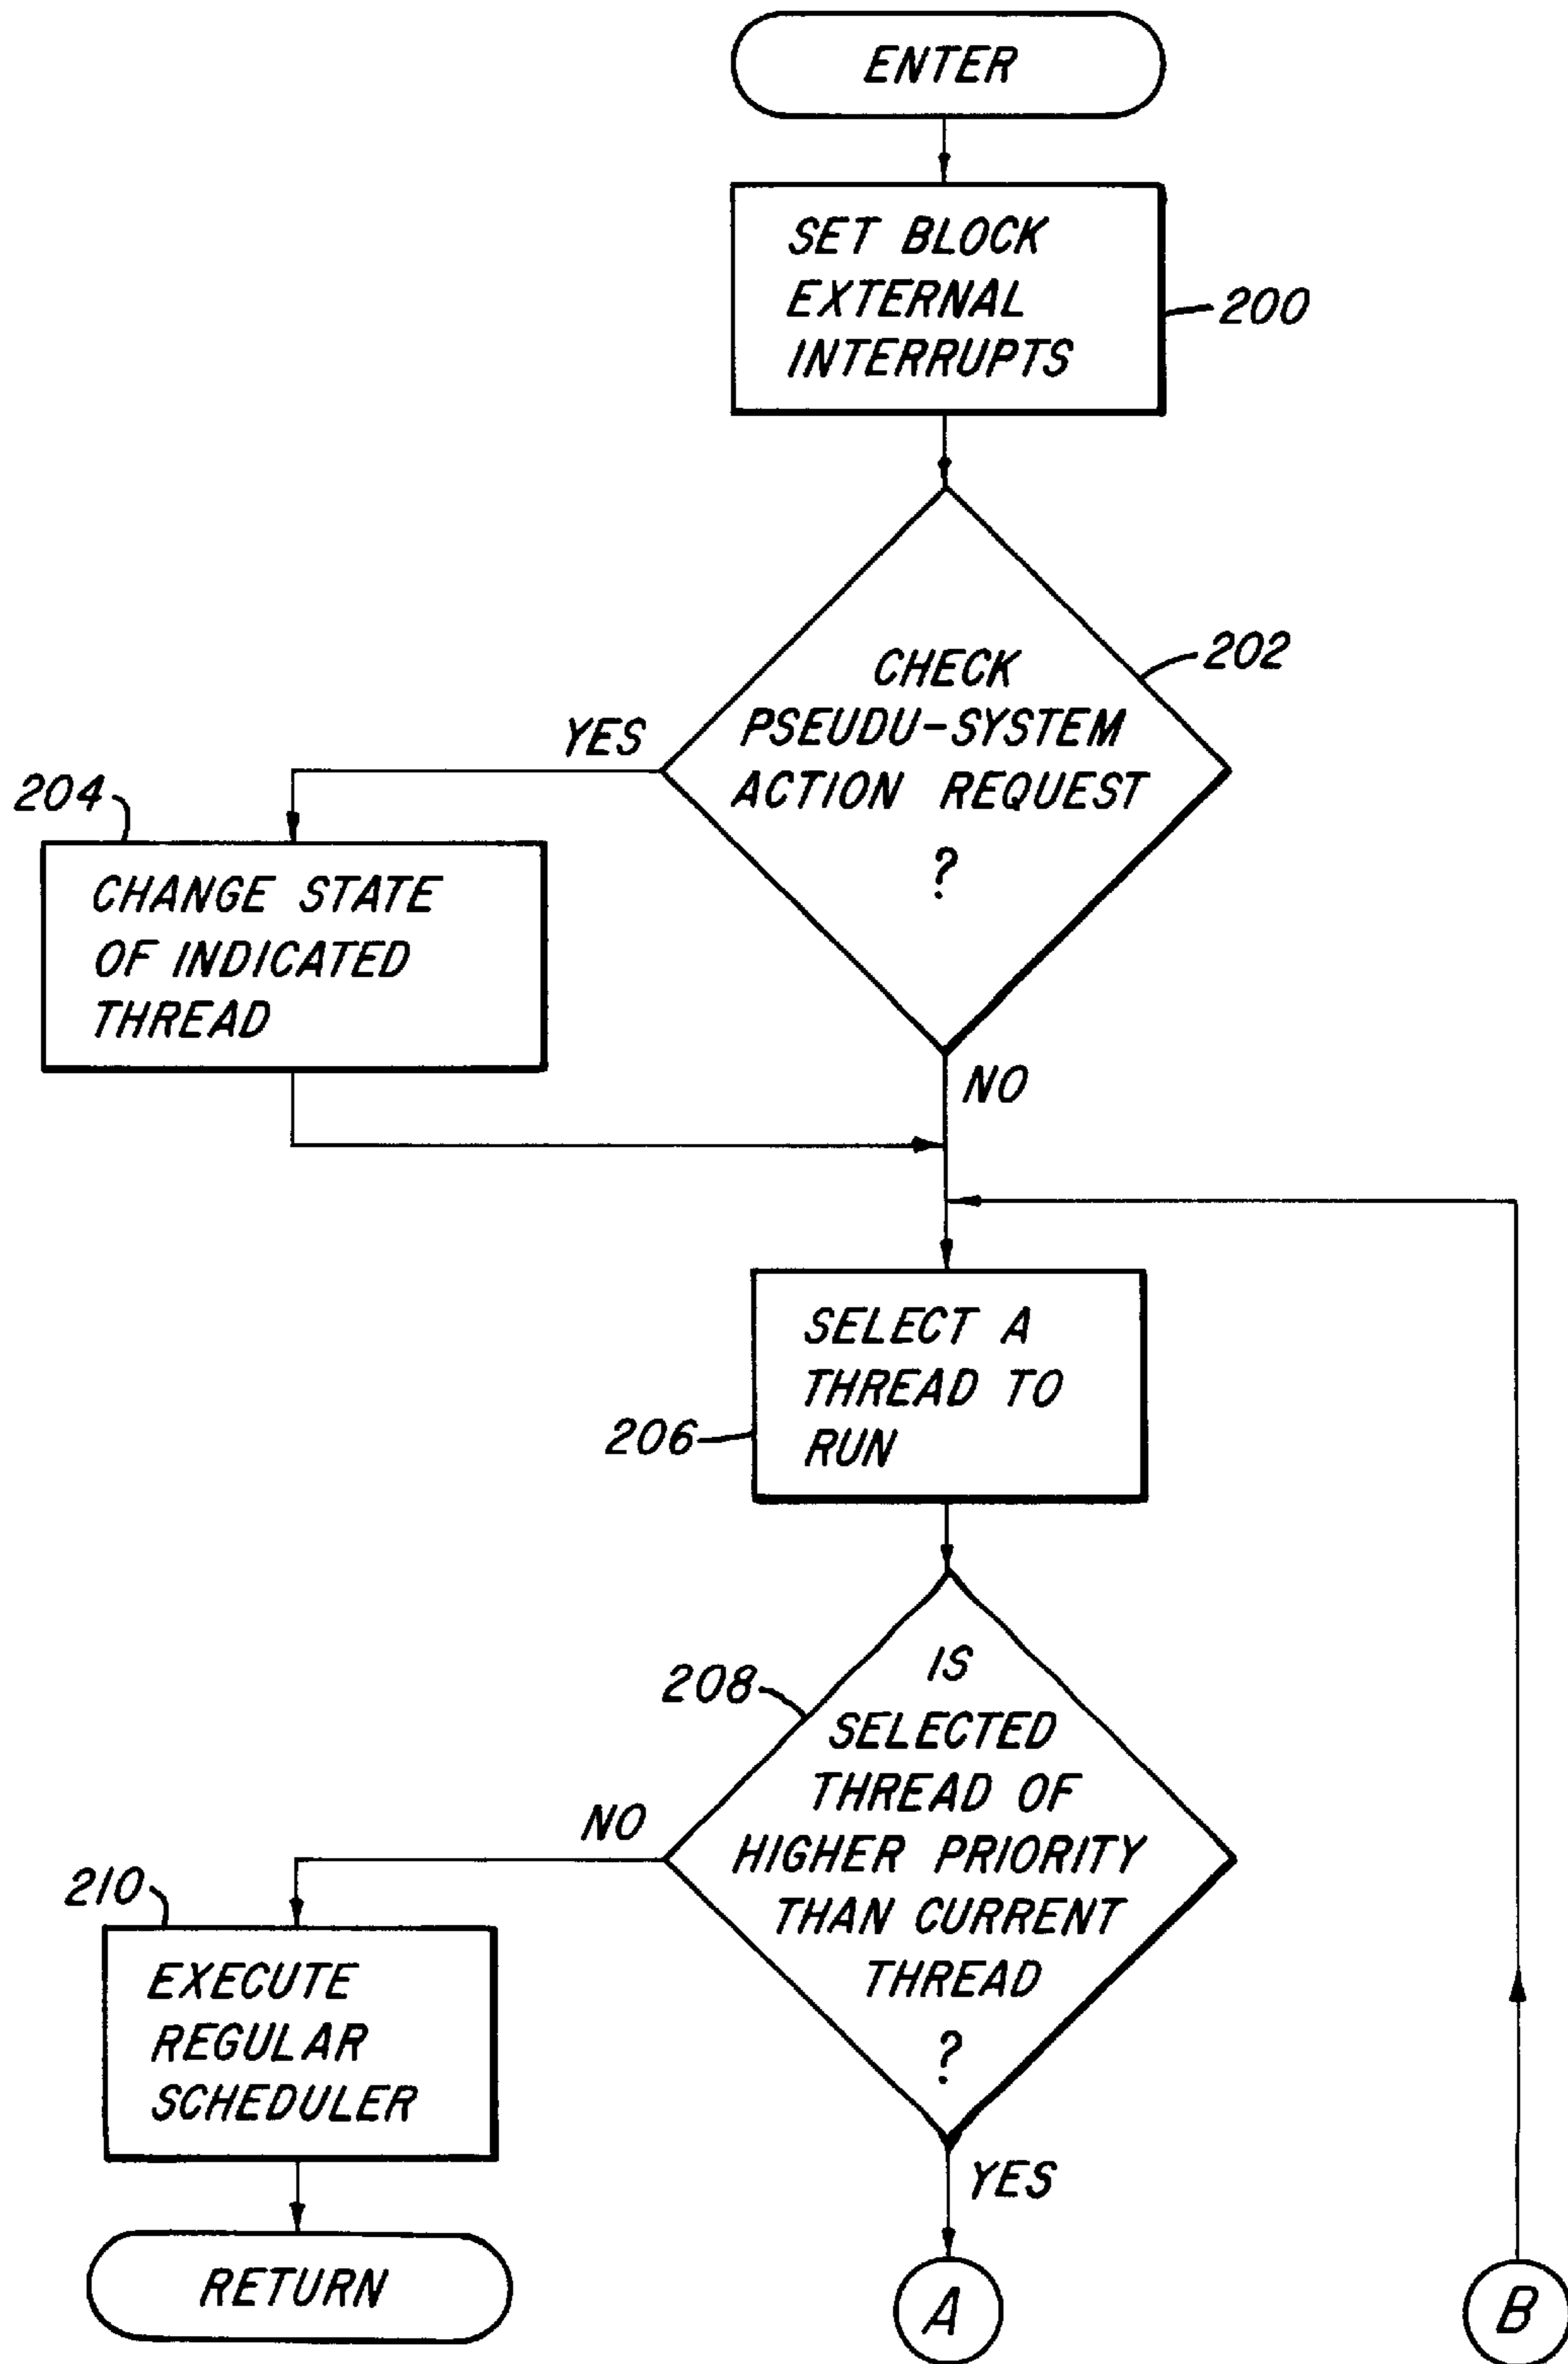 ENTER
SET BLOCK
EXTERNAL
INTERRUPTS
200
CHECK
PSEUDU-SYSTEM
ACTION REQUEST
?
202
YES
204
CHANGE STATE
OF INDICATED
THREAD
NO
SELECT A
THREAD TO
RUN
206
IS
SELECTED
THREAD OF
HIGHER PRIORITY
THAN CURRENT
THREAD
?
208
NO
210
EXECUTE
REGULAR
SCHEDULER
YES
RETURN
A
B